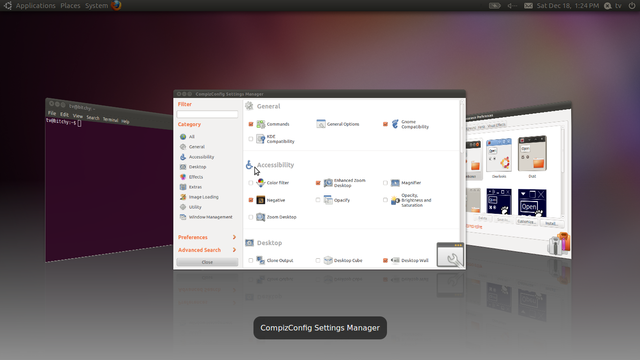 Applications Places System
Sat Dec 18, 1:24 PM
tv
tv@bitchy: ~
File Edit View Search Terminal Help
tv@bitchy:~$
CompizConfig Settings Manager
Filter
Category
All
General
Accessibility
Desktop
Effects
Extras
Image Loading
Utility
Window Management
Preferences
Advanced Search
Close
General
Commands
General Options
Gnome Compatibility
KDE Compatibility
Accessibility
Color filter
Enhanced Zoom Desktop
Magnifier
Negative
Opacify
Opacity, Brightness and Saturation
Zoom Desktop
Desktop
Clone Output
Desktop Cube
Desktop Wall
Open
CompizConfig Settings Manager